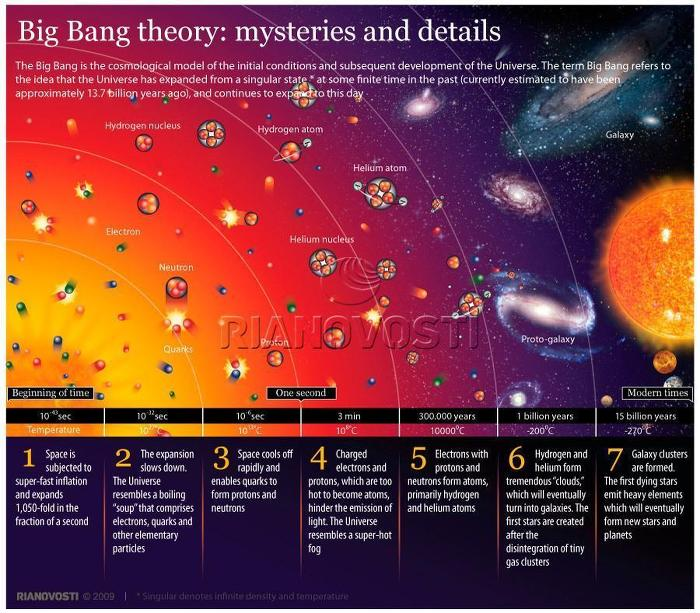 Big Bang theory: mysteries and details
The Big Bang is the cosmological model of the initial conditions and subsequent development of the Universe. The term Big Bang refers to
the idea that the Universe has expanded from a singular state * at some finite time in the past (currently estimated to have been
approximately 13.7 billion years ago), and continues to expand to this day
Hydrogen nucleus
Hydrogen atom
Galaxy
Helium atom
Electron
Helium nucleus
Neutron
RIANOVOSTI
Quarks
Proton
Proto-galaxy
Beginning of time
One second
Modern times
10⁻⁴³sec
10⁻³²sec
10⁻⁶sec
3 min
300.000 years
1 billion years
15 billion years
Temperature
10000°C
-200°C
-270°C
1 Space is
subjected to
super-fast inflation
and expands
1,050-fold in the
fraction of a second
2 The expansion
slows down.
The Universe
resembles a boiling
"soup" that comprises
electrons, quarks and
other elementary
particles
3 Space cools off
rapidly and
enables quarks to
form protons and
neutrons
4 Charged
electrons and
protons, which are too
hot to become atoms,
hinder the emission of
light. The Universe
resembles a super-hot
fog
5 Electrons with
protons and
neutrons form atoms,
primarily hydrogen
and helium atoms
6 Hydrogen and
helium form
tremendous "clouds,"
which will eventually
turn into galaxies. The
first stars are created
after the
disintegration of tiny
gas clusters
7 Galaxy clusters
are formed.
The first dying stars
emit heavy elements
which will eventually
form new stars and
planets
RIANOVOSTI © 2009 | * Singular denotes infinite density and temperature